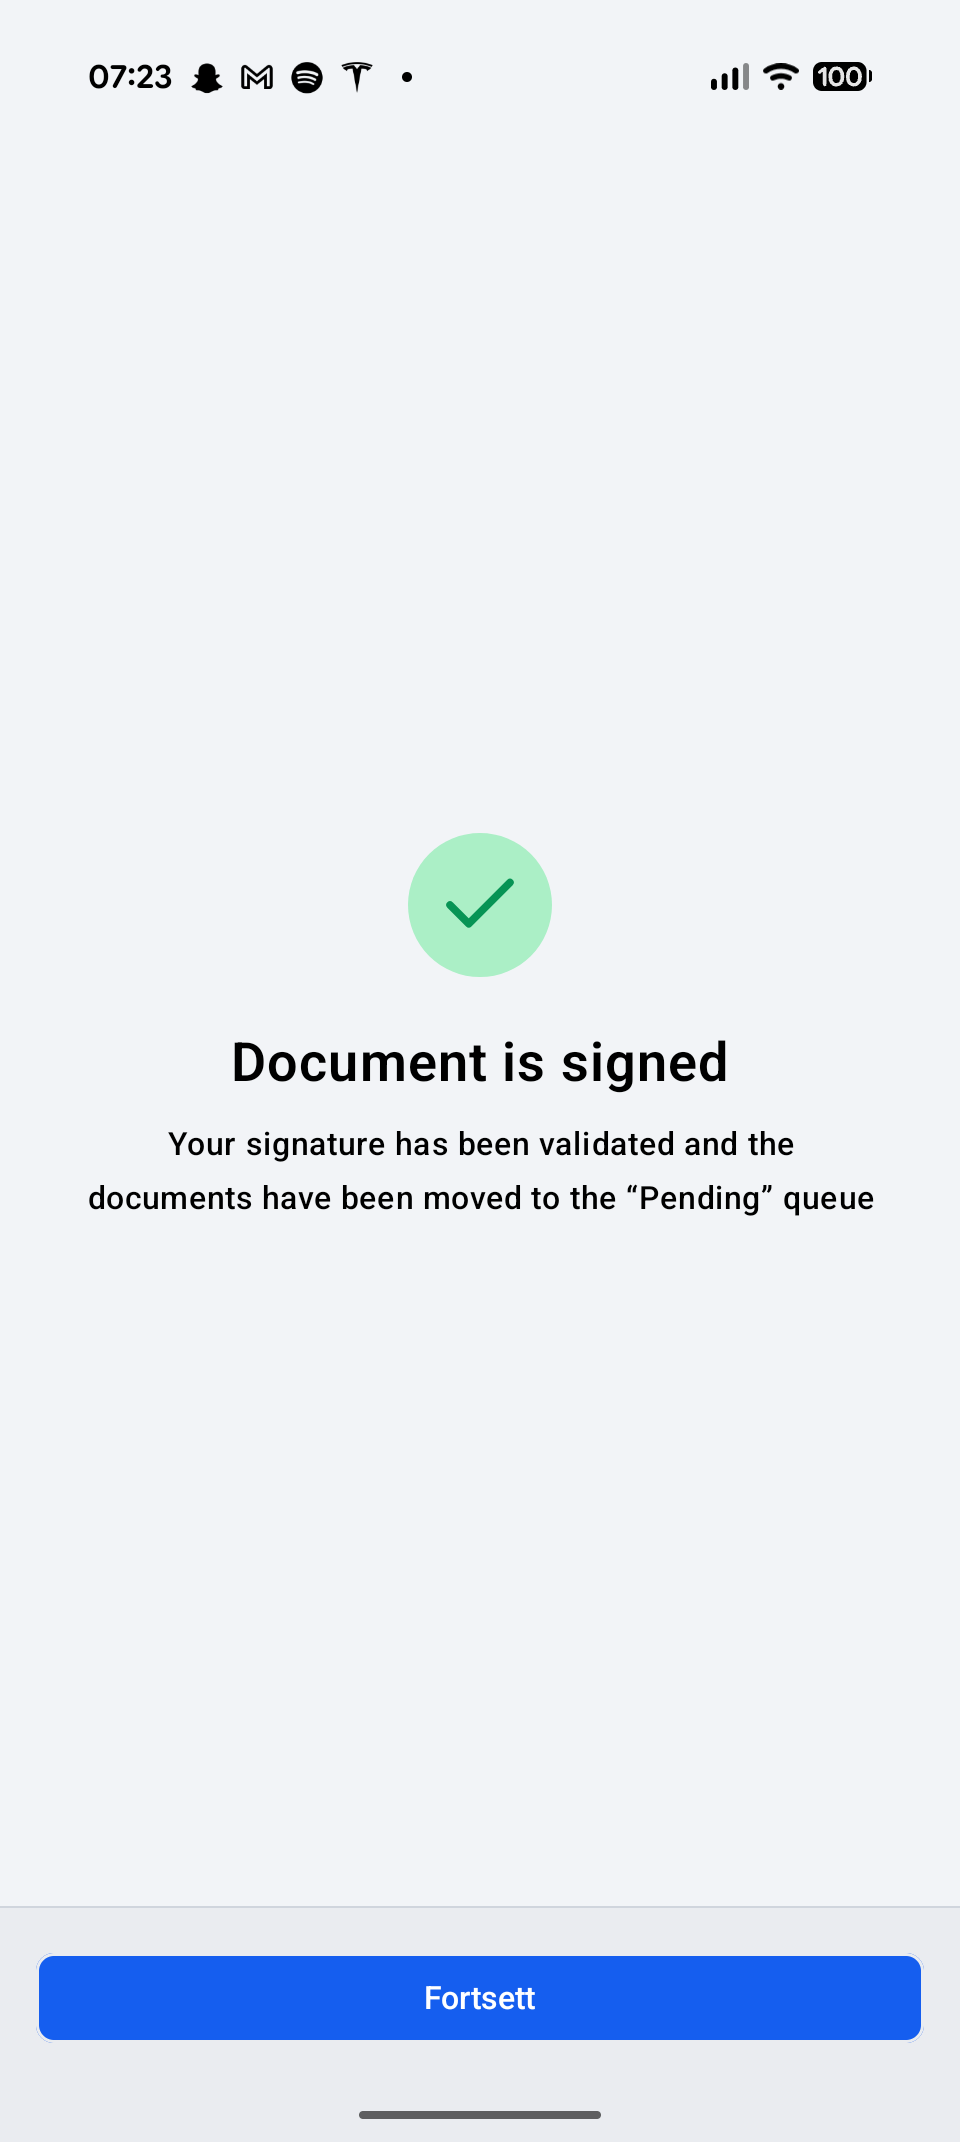 07:23
100
Document is signed
Your signature has been validated and the
documents have been moved to the “Pending” queue
Fortsett